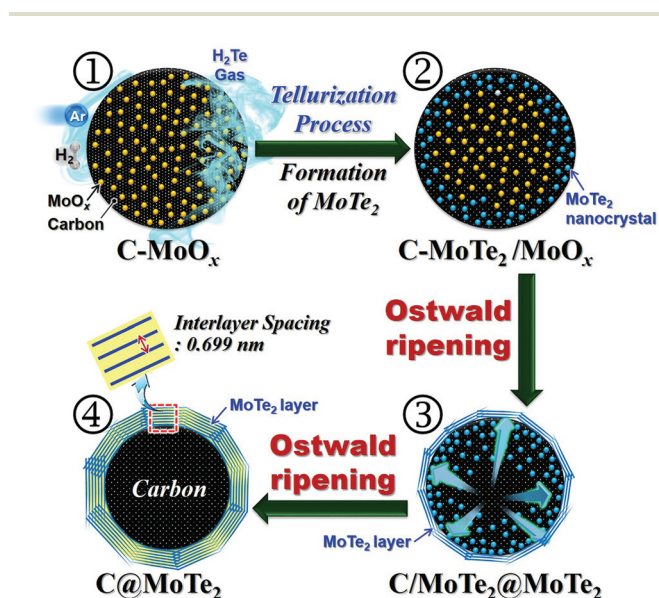 ①
H₂Te
Gas
Ar
H₂
MoOₓ
Carbon
C-MoOₓ
Tellurization
Process
Formation
of MoTe₂
②
MoTe₂
nanocrystal
C-MoTe₂/MoOₓ
Ostwald
ripening
③
MoTe₂ layer
C/MoTe₂@MoTe₂
Ostwald
ripening
Interlayer Spacing
: 0.699 nm
④
MoTe₂ layer
Carbon
C@MoTe₂